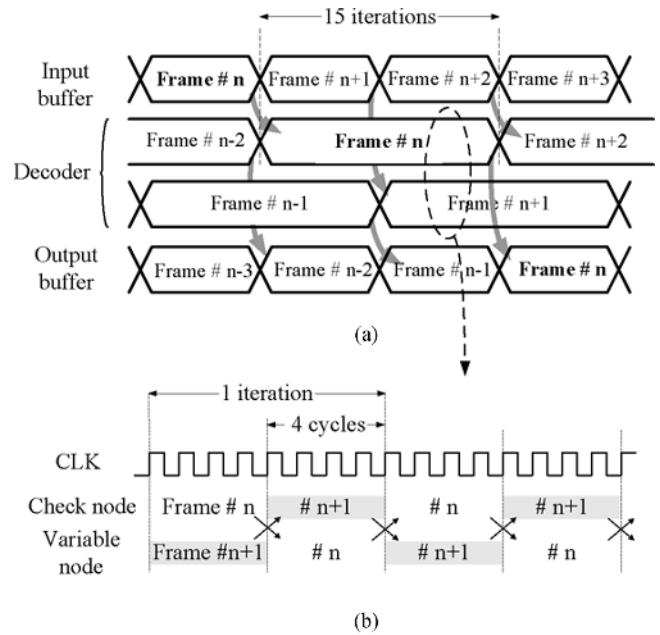 15 iterations
Input buffer
Frame # n
Frame # n+1
Frame # n+2
Frame # n+3
Decoder
Frame # n-2
Frame # n
Frame # n+2
Frame # n-1
Frame # n+1
Output buffer
Frame # n-3
Frame # n-2
Frame # n-1
Frame # n
(a)
1 iteration
4 cycles
CLK
Check node
Frame # n
# n+1
# n
# n+1
Variable node
Frame #n+1
# n
# n+1
# n
(b)